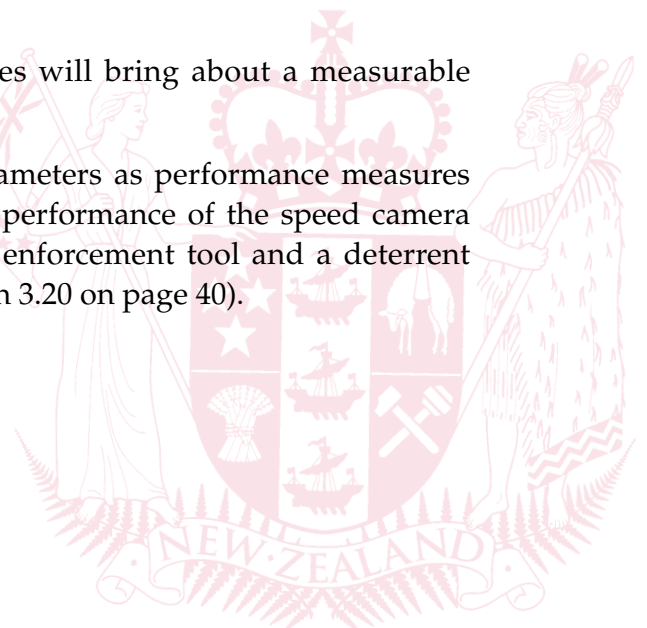 es will bring about a measurable
ameters as performance measures
performance of the speed camera
enforcement tool and a deterrent
n 3.20 on page 40).
NEW·ZEALAND